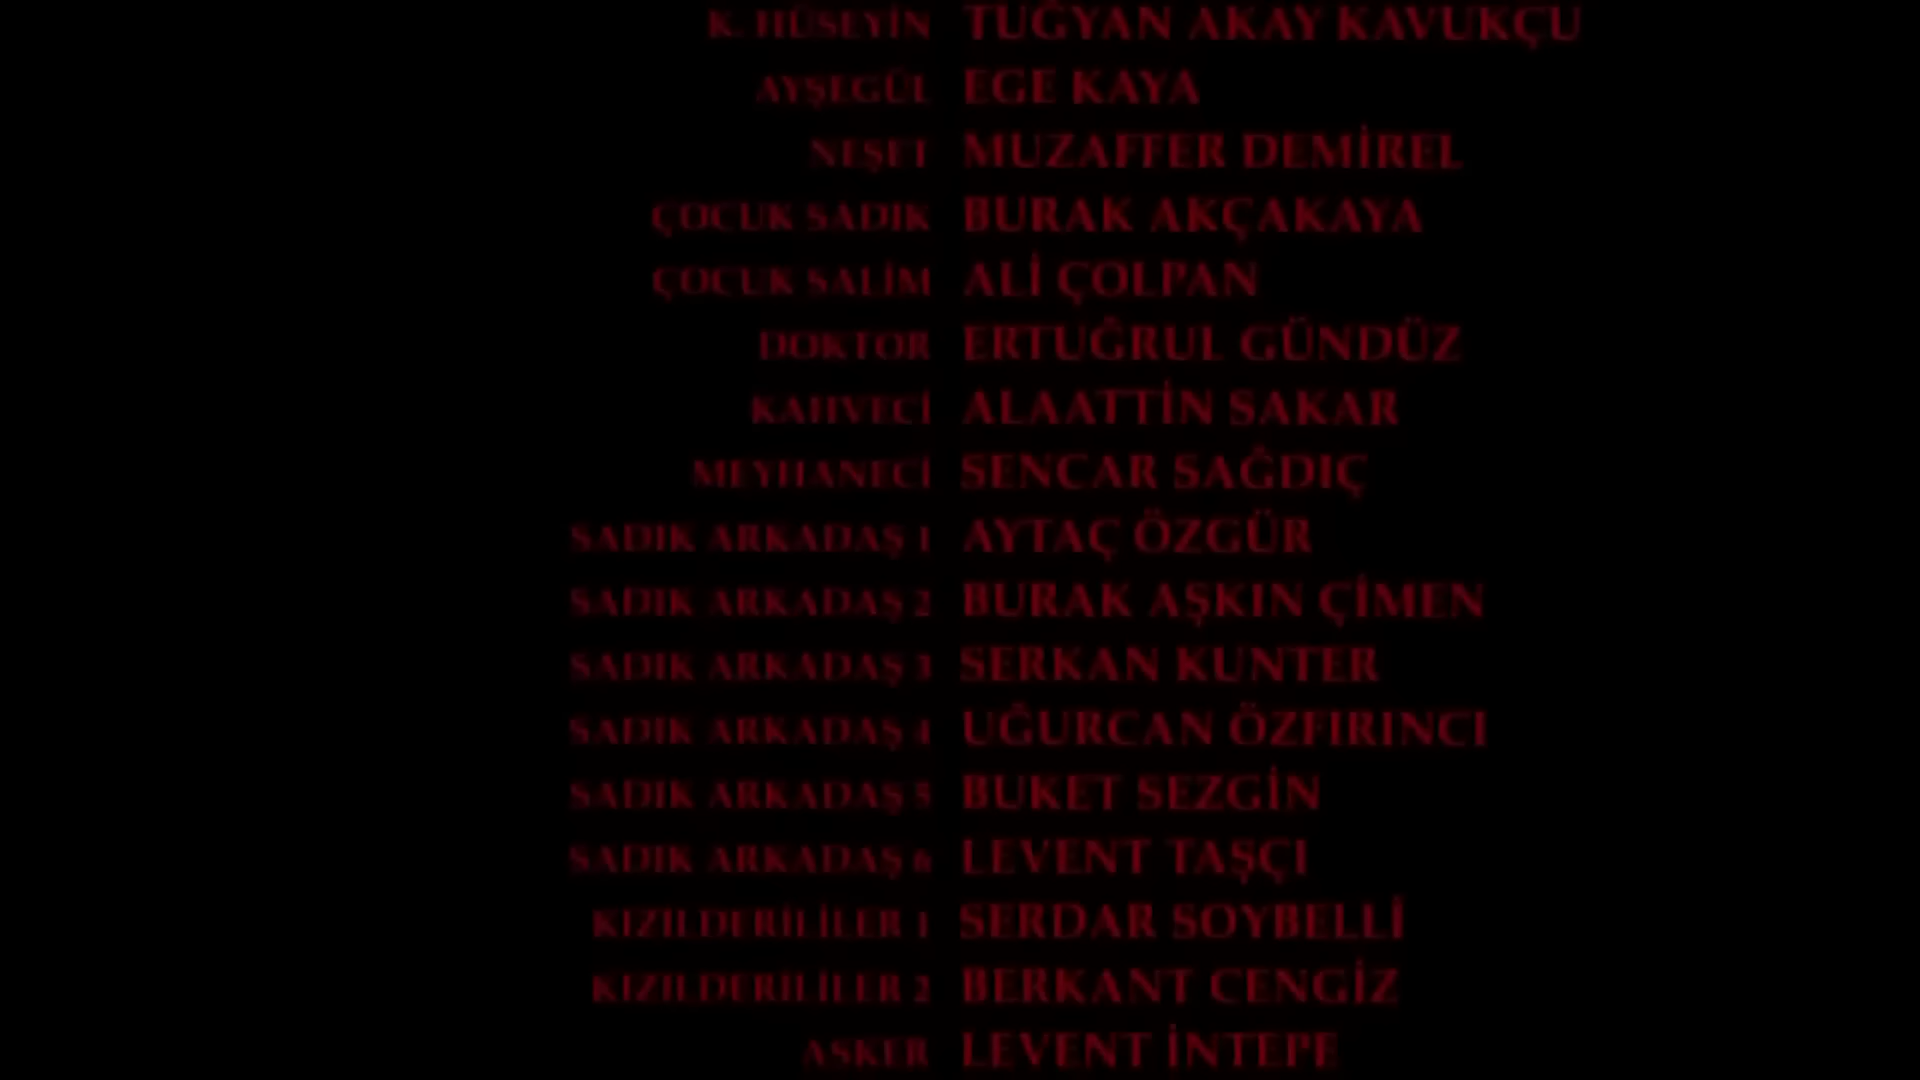 K. HÜSEYİN TUĞYAN AKAY KAVUKÇU
AYŞEGÜL EGE KAYA
NEŞET MUZAFFER DEMİREL
ÇOCUK SADIK BURAK AKÇAKAYA
ÇOCUK SALİM ALİ ÇOLPAN
DOKTOR ERTUĞRUL GÜNDÜZ
KAHVECİ ALAATTİN SAKAR
MEYHANECİ SENCAR SAĞDIÇ
SADIK ARKADAŞ 1 AYTAÇ ÖZGÜR
SADIK ARKADAŞ 2 BURAK AŞKIN ÇİMEN
SADIK ARKADAŞ 3 SERKAN KUNTER
SADIK ARKADAŞ 4 UĞURCAN ÖZFIRINCI
SADIK ARKADAŞ 5 BUKET SEZGİN
SADIK ARKADAŞ 6 LEVENT TAŞÇI
KIZILDERİLİLER 1 SERDAR SOYBELLİ
KIZILDERİLİLER 2 BERKANT CENGİZ
ASKER LEVENT İNTEPE